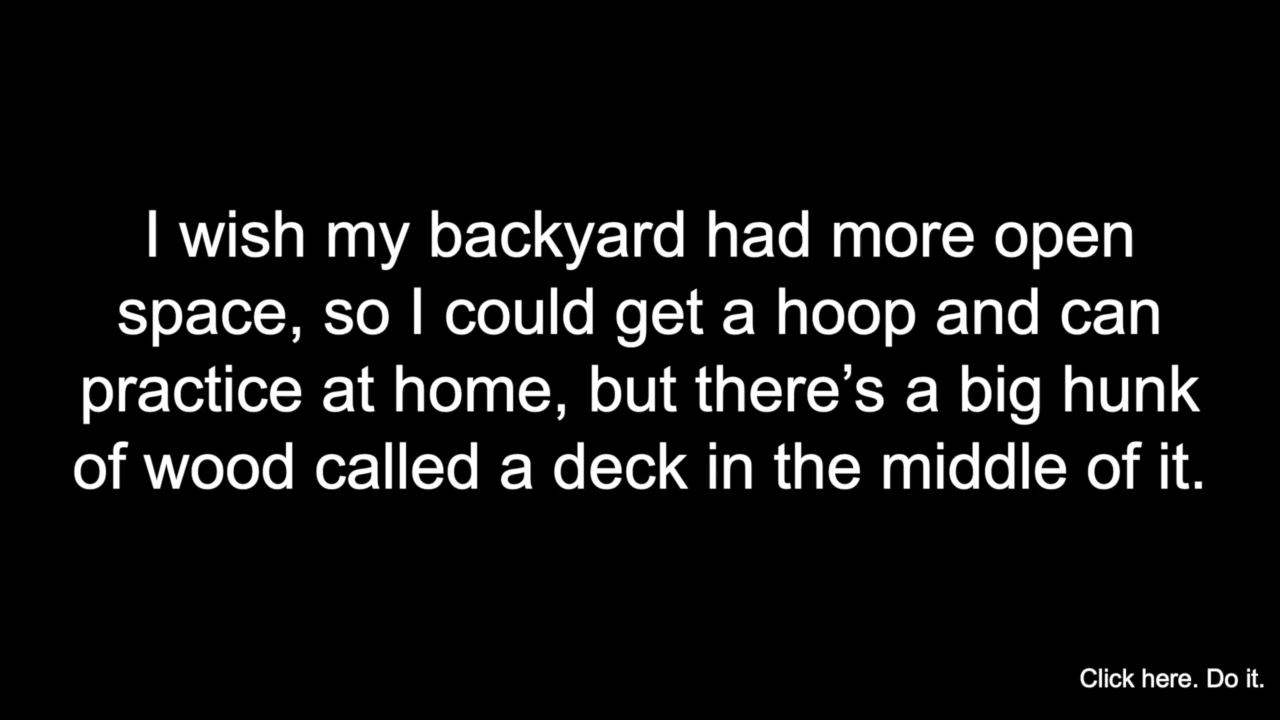 I wish my backyard had more open
space, so I could get a hoop and can
practice at home, but there’s a big hunk
of wood called a deck in the middle of it.
Click here. Do it.